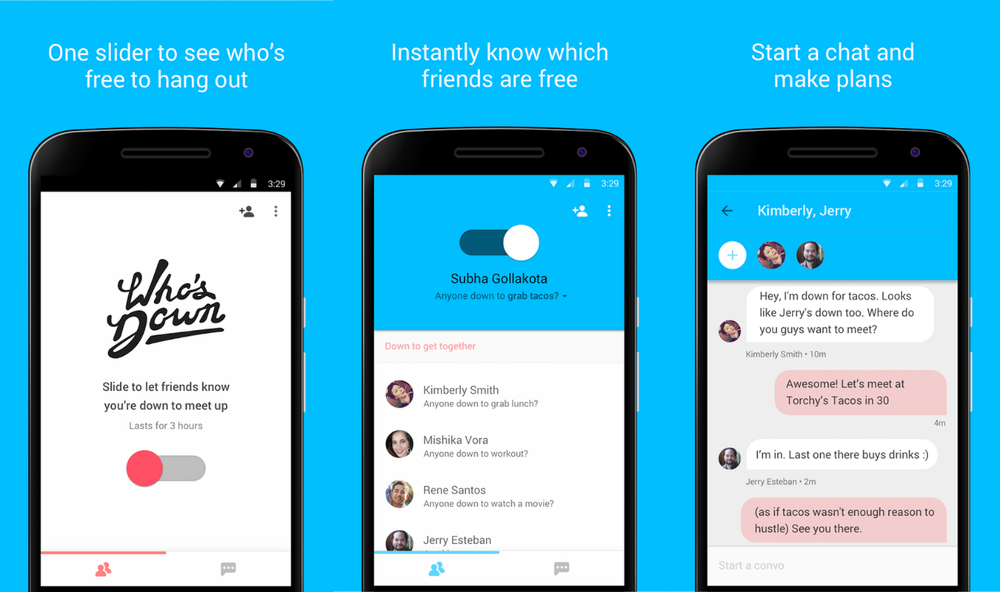 One slider to see who's
free to hang out
3:29
Who's
Down
Slide to let friends know
you're down to meet up
Lasts for 3 hours
Instantly know which
friends are free
3:29
Subha Gollakota
Anyone down to grab tacos?
Down to get together
Kimberly Smith
Anyone down to grab lunch?
Mishika Vora
Anyone down to workout?
Rene Santos
Anyone down to watch a movie?
Jerry Esteban
Start a chat and
make plans
3:29
Kimberly, Jerry
Hey, I'm down for tacos. Looks
like Jerry's down too. Where do
you guys want to meet?
Kimberly Smith • 10m
Awesome! Let's meet at
Torchy's Tacos in 30
4m
I'm in. Last one there buys drinks :)
Jerry Esteban • 2m
(as if tacos wasn't enough reason to
hustle) See you there.
Start a convo